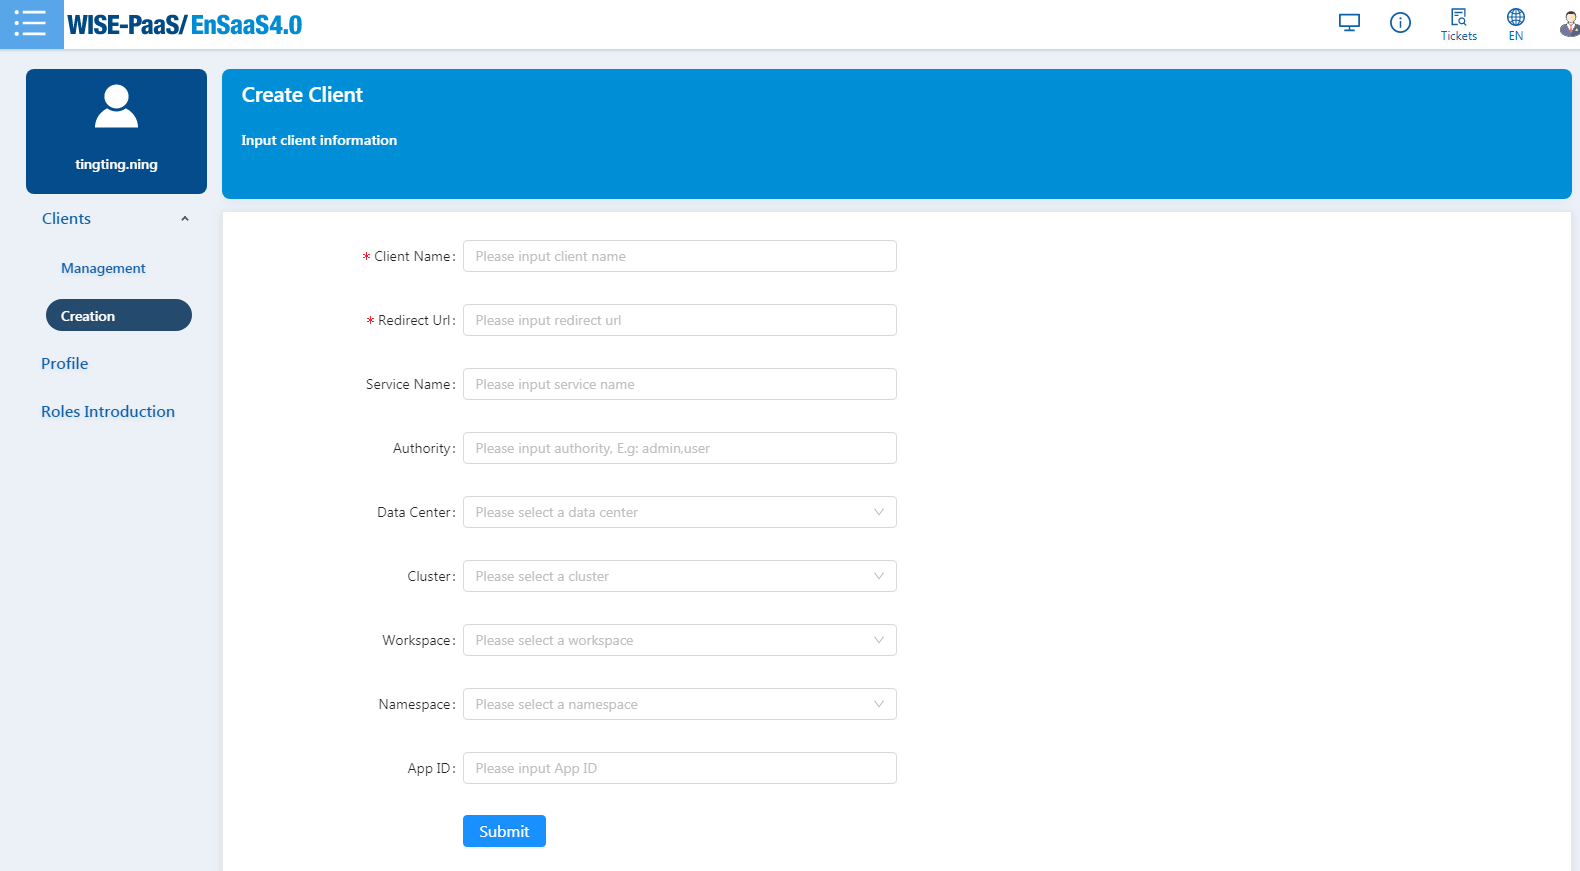 WISE-PaaS/ EnSaaS4.0
Tickets
EN
tingting.ning
Clients
Management
Creation
Profile
Roles Introduction
Create Client
Input client information
* Client Name: Please input client name
* Redirect Url: Please input redirect url
Service Name: Please input service name
Authority: Please input authority, E.g: admin,user
Data Center: Please select a data center
Cluster: Please select a cluster
Workspace: Please select a workspace
Namespace: Please select a namespace
App ID: Please input App ID
Submit